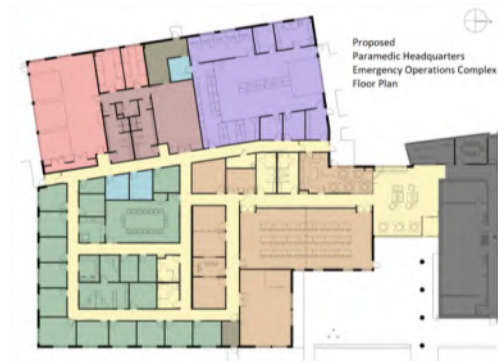 Proposed
Paramedic Headquarters
Emergency Operations Complex
Floor Plan